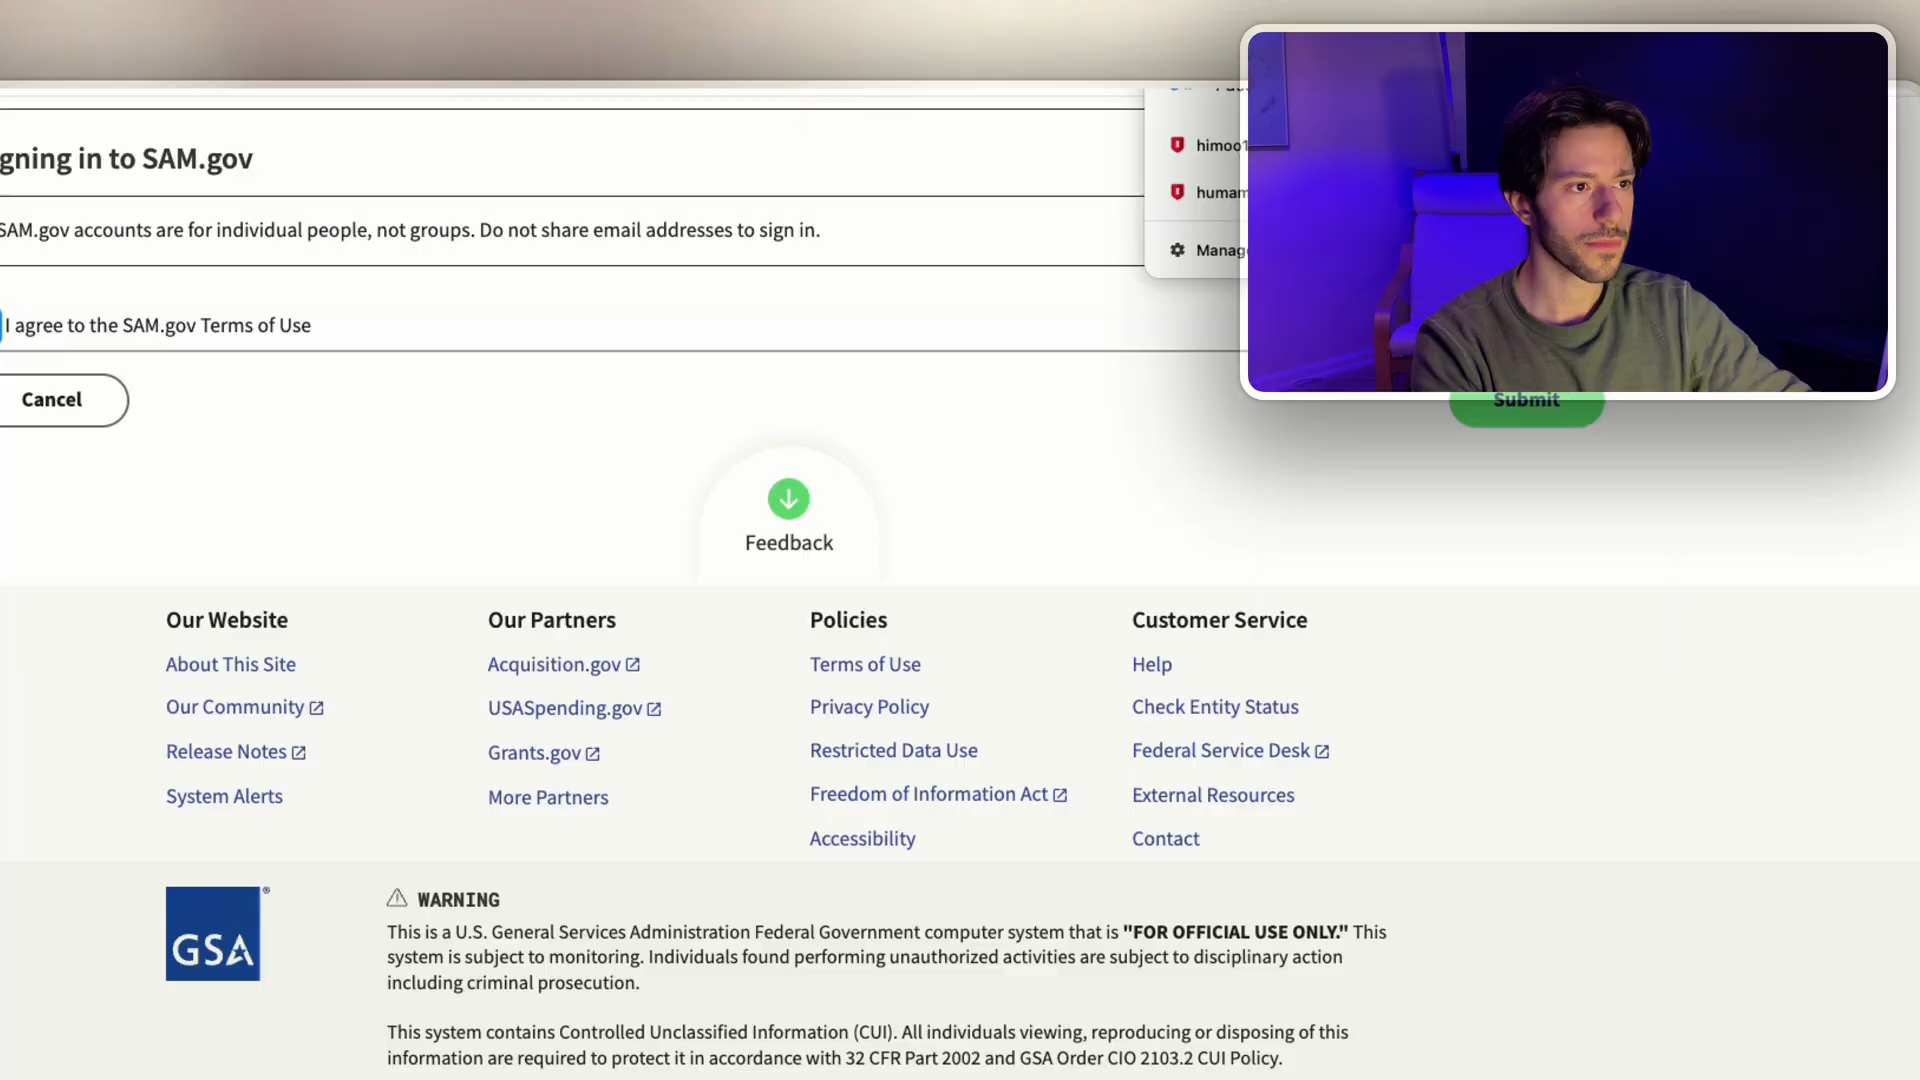 gning in to SAM.gov
SAM.gov accounts are for individual people, not groups. Do not share email addresses to sign in.
I agree to the SAM.gov Terms of Use
himoo1
humam
Manag
Cancel
Submit
Feedback
Our Website
About This Site
Our Community
Release Notes
System Alerts
Our Partners
Acquisition.gov
USASpending.gov
Grants.gov
More Partners
Policies
Terms of Use
Privacy Policy
Restricted Data Use
Freedom of Information Act
Accessibility
Customer Service
Help
Check Entity Status
Federal Service Desk
External Resources
Contact
GSA
®
WARNING
This is a U.S. General Services Administration Federal Government computer system that is "FOR OFFICIAL USE ONLY." This
system is subject to monitoring. Individuals found performing unauthorized activities are subject to disciplinary action
including criminal prosecution.
This system contains Controlled Unclassified Information (CUI). All individuals viewing, reproducing or disposing of this
information are required to protect it in accordance with 32 CFR Part 2002 and GSA Order CIO 2103.2 CUI Policy.